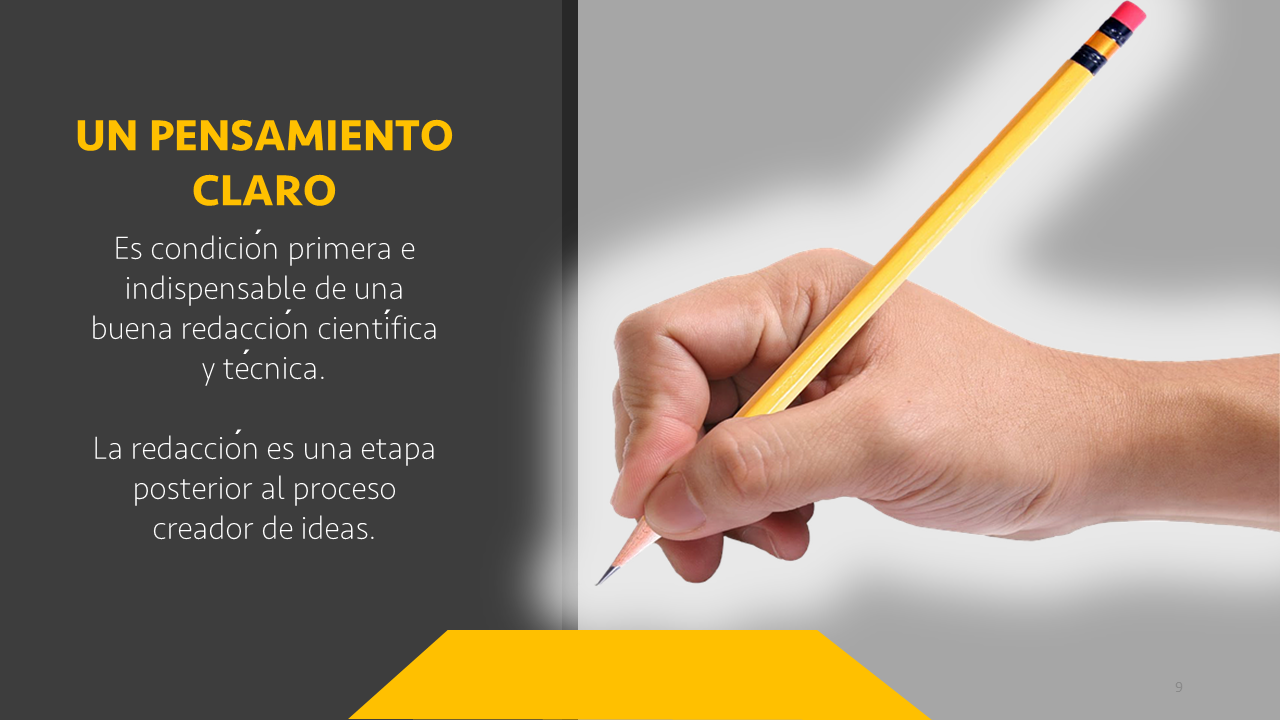 UN PENSAMIENTO
CLARO
Es condición primera e
indispensable de una
buena redacción científica
y técnica.
La redacción es una etapa
posterior al proceso
creador de ideas.
9